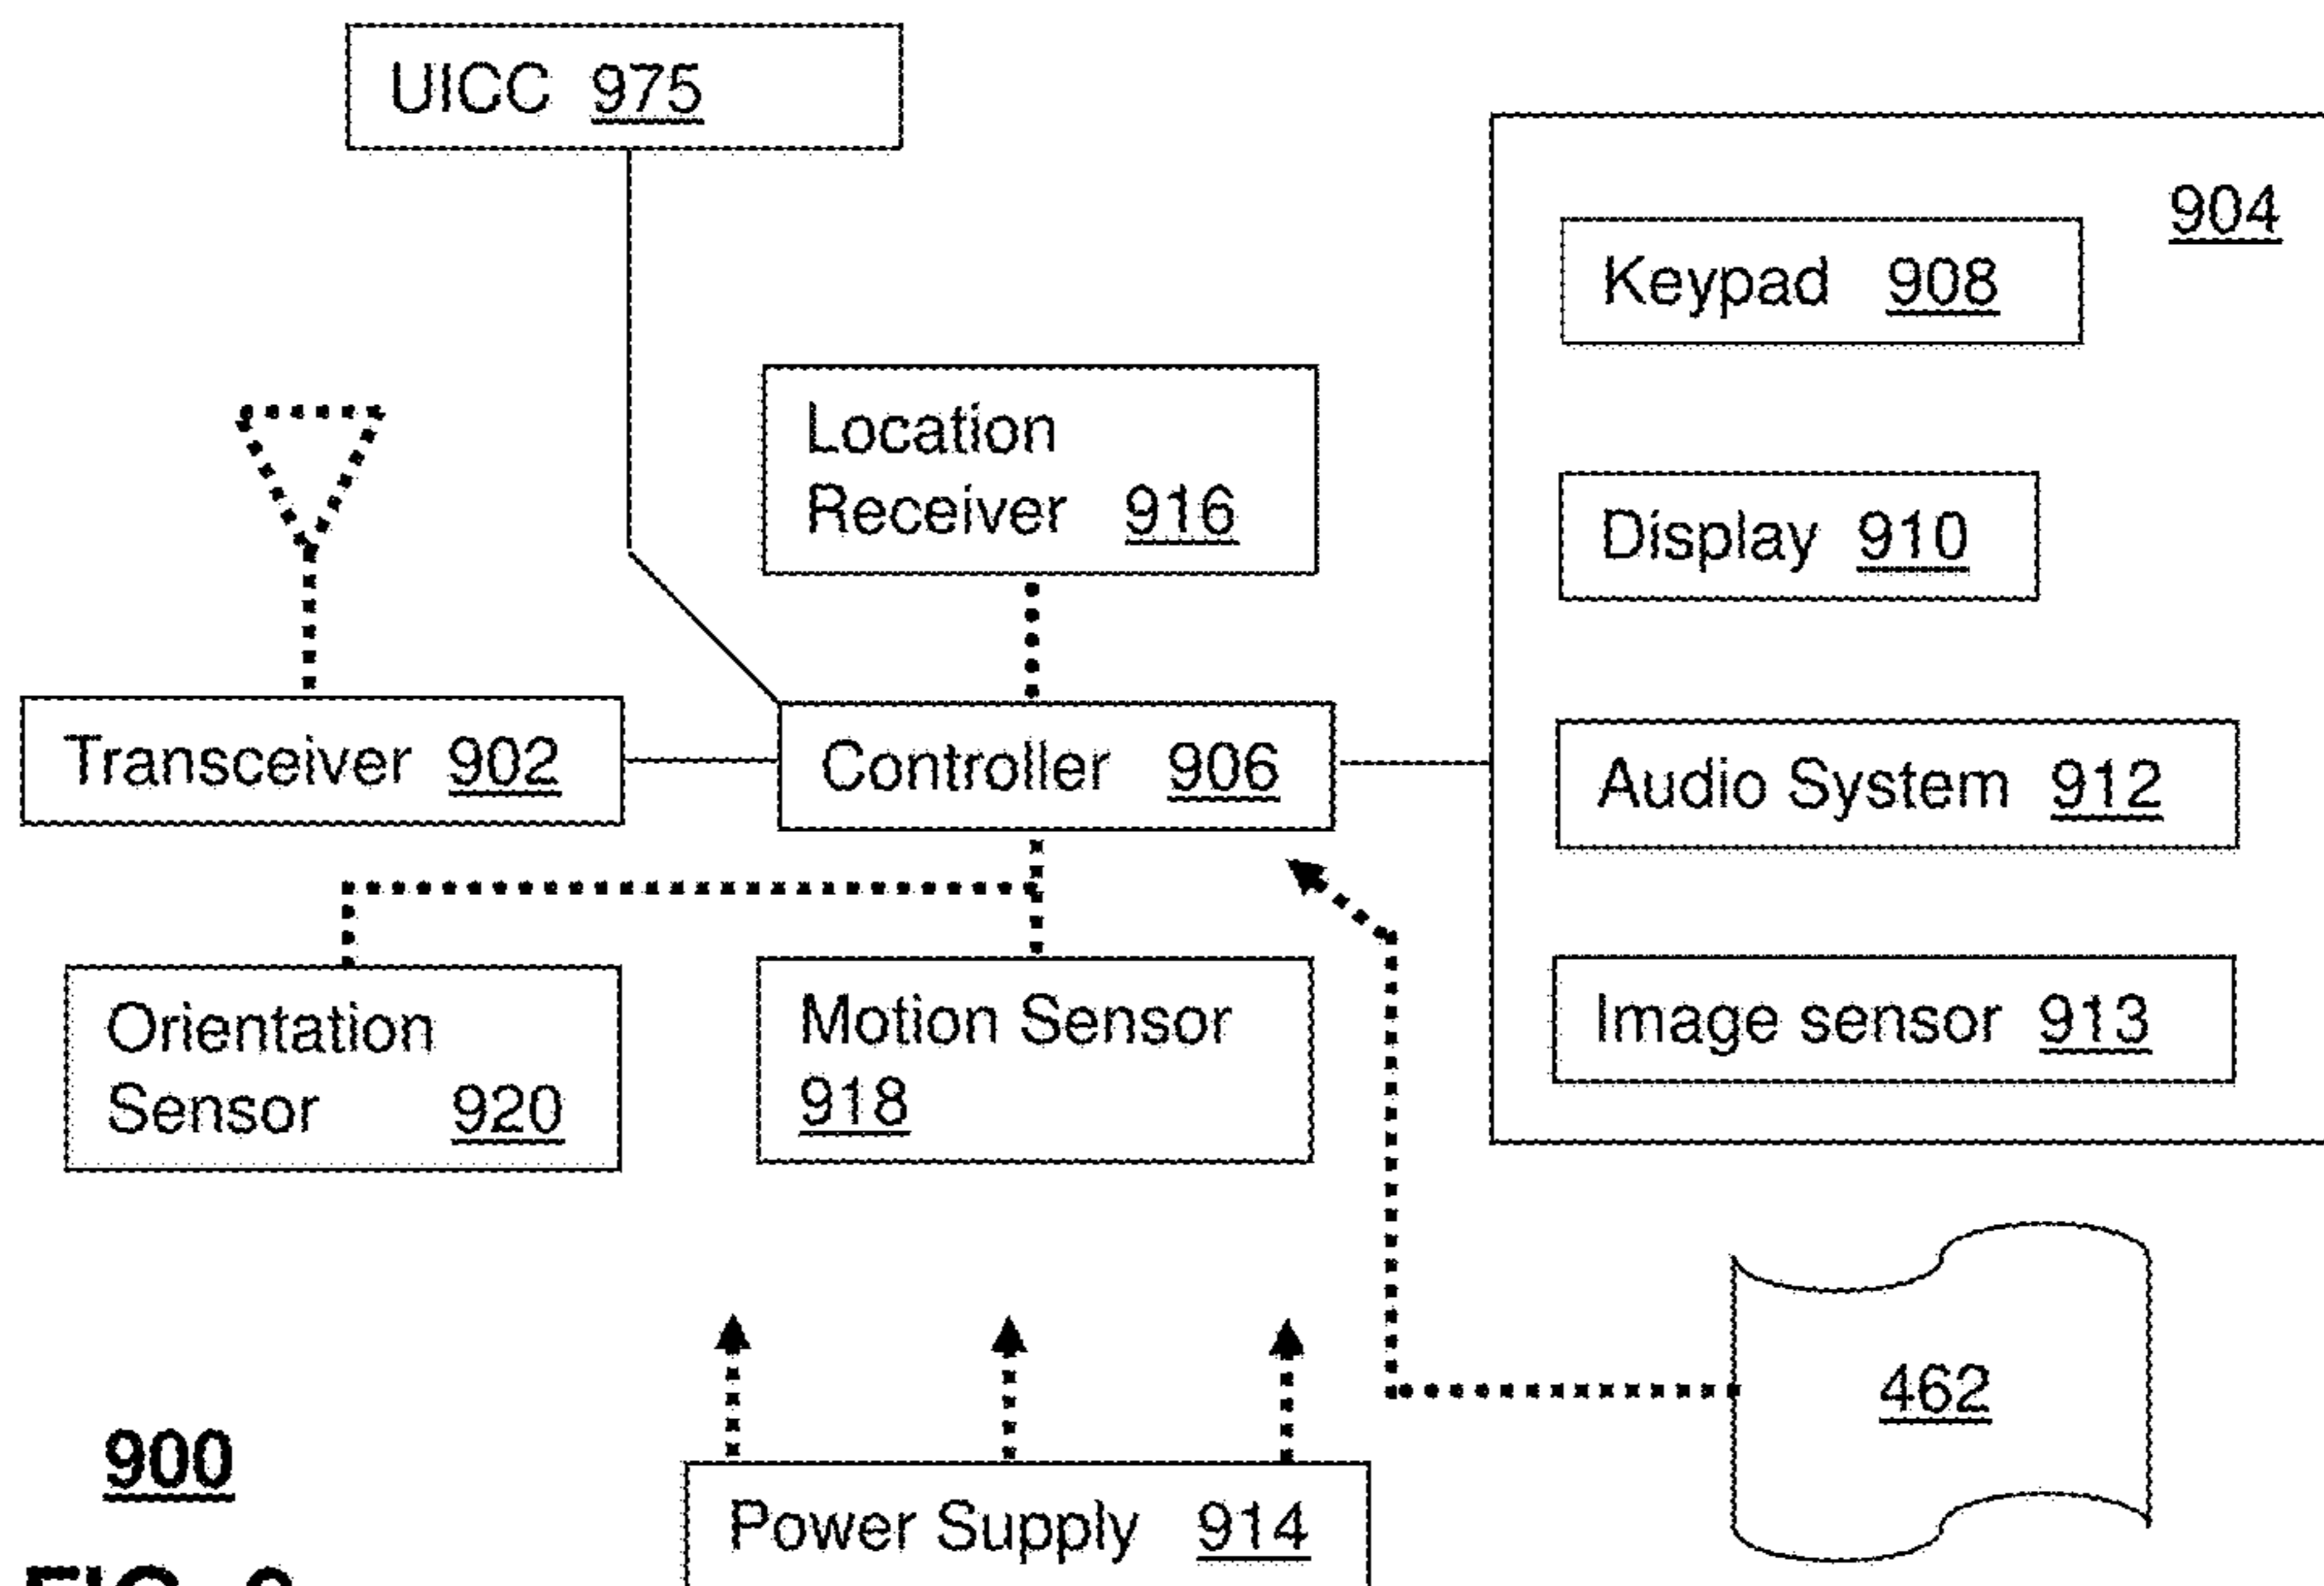 UICC 975
904
Keypad 908
Location
Receiver 916
Display 910
Transceiver 902
Controller 906
Audio System 912
Orientation
Sensor 920
Motion Sensor
918
Image sensor 913
462
900
Power Supply 914
FIG.